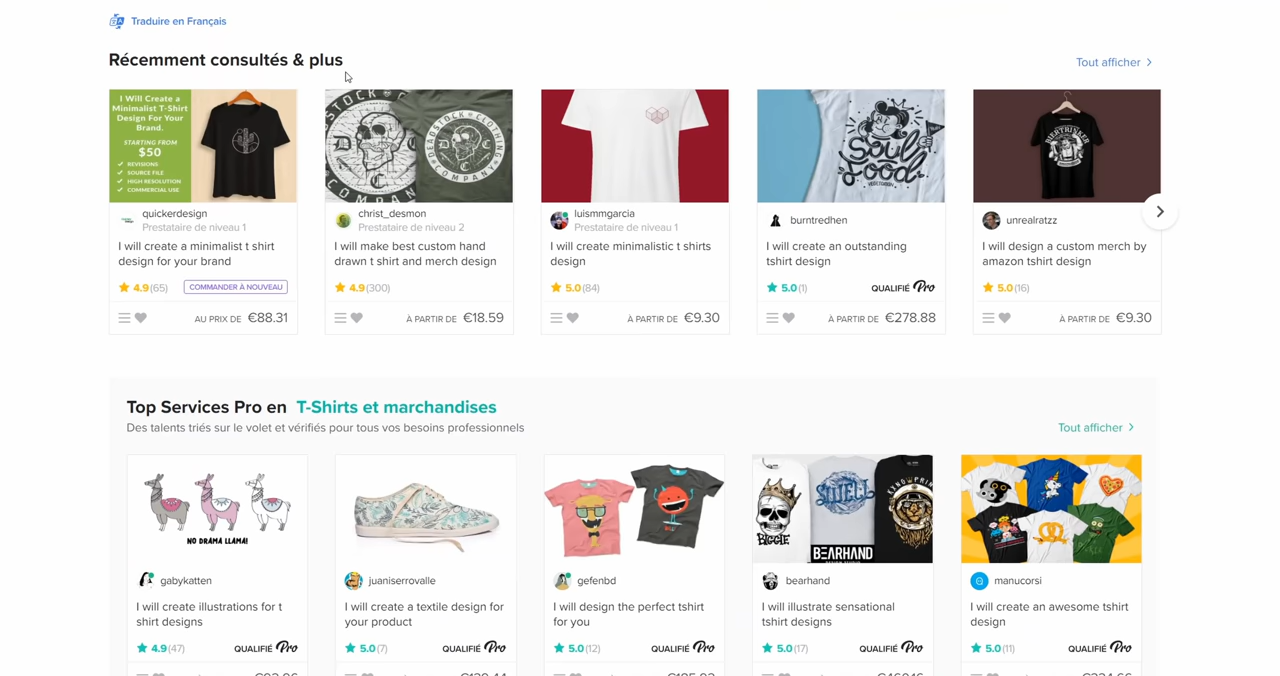 Traduire en Français
Récemment consultés & plus
Tout afficher
I Will Create a
Minimalist T-Shirt
Design For Your
Brand.
STARTING FROM
$50
REVISIONS
SOURCE FILE
HIGH RESOLUTION
COMMERCIAL USE
quickerdesign
Prestataire de niveau 1
I will create a minimalist t shirt
design for your brand
4.9(65)
COMMANDER À NOUVEAU
AU PRIX DE €88.31
DEADSTOCK CLOTHING
COMPANY
christ_desmon
Prestataire de niveau 2
I will make best custom hand
drawn t shirt and merch design
4.9(300)
À PARTIR DE €18.59
luismmgarcia
Prestataire de niveau 1
I will create minimalistic t shirts
design
5.0(84)
À PARTIR DE €9.30
Soul
food
burntredhen
I will create an outstanding
tshirt design
5.0(1)
QUALIFIÉ Pro
À PARTIR DE €278.88
unrealratzz
I will design a custom merch by
amazon tshirt design
5.0(16)
À PARTIR DE €9.30
Top Services Pro en T-Shirts et marchandises
Des talents triés sur le volet et vérifiés pour tous vos besoins professionnels
Tout afficher
NO DRAMA LLAMA!
gabykatten
I will create illustrations for t
shirt designs
4.9(47)
QUALIFIÉ Pro
juaniserrovalle
I will create a textile design for
your product
5.0(7)
QUALIFIÉ Pro
gefenbd
I will design the perfect tshirt
for you
5.0(12)
QUALIFIÉ Pro
BIGGIE
SWELL
BEARHAND
bearhand
I will illustrate sensational
tshirt designs
5.0(17)
QUALIFIÉ Pro
manucorsi
I will create an awesome tshirt
design
5.0(11)
QUALIFIÉ Pro